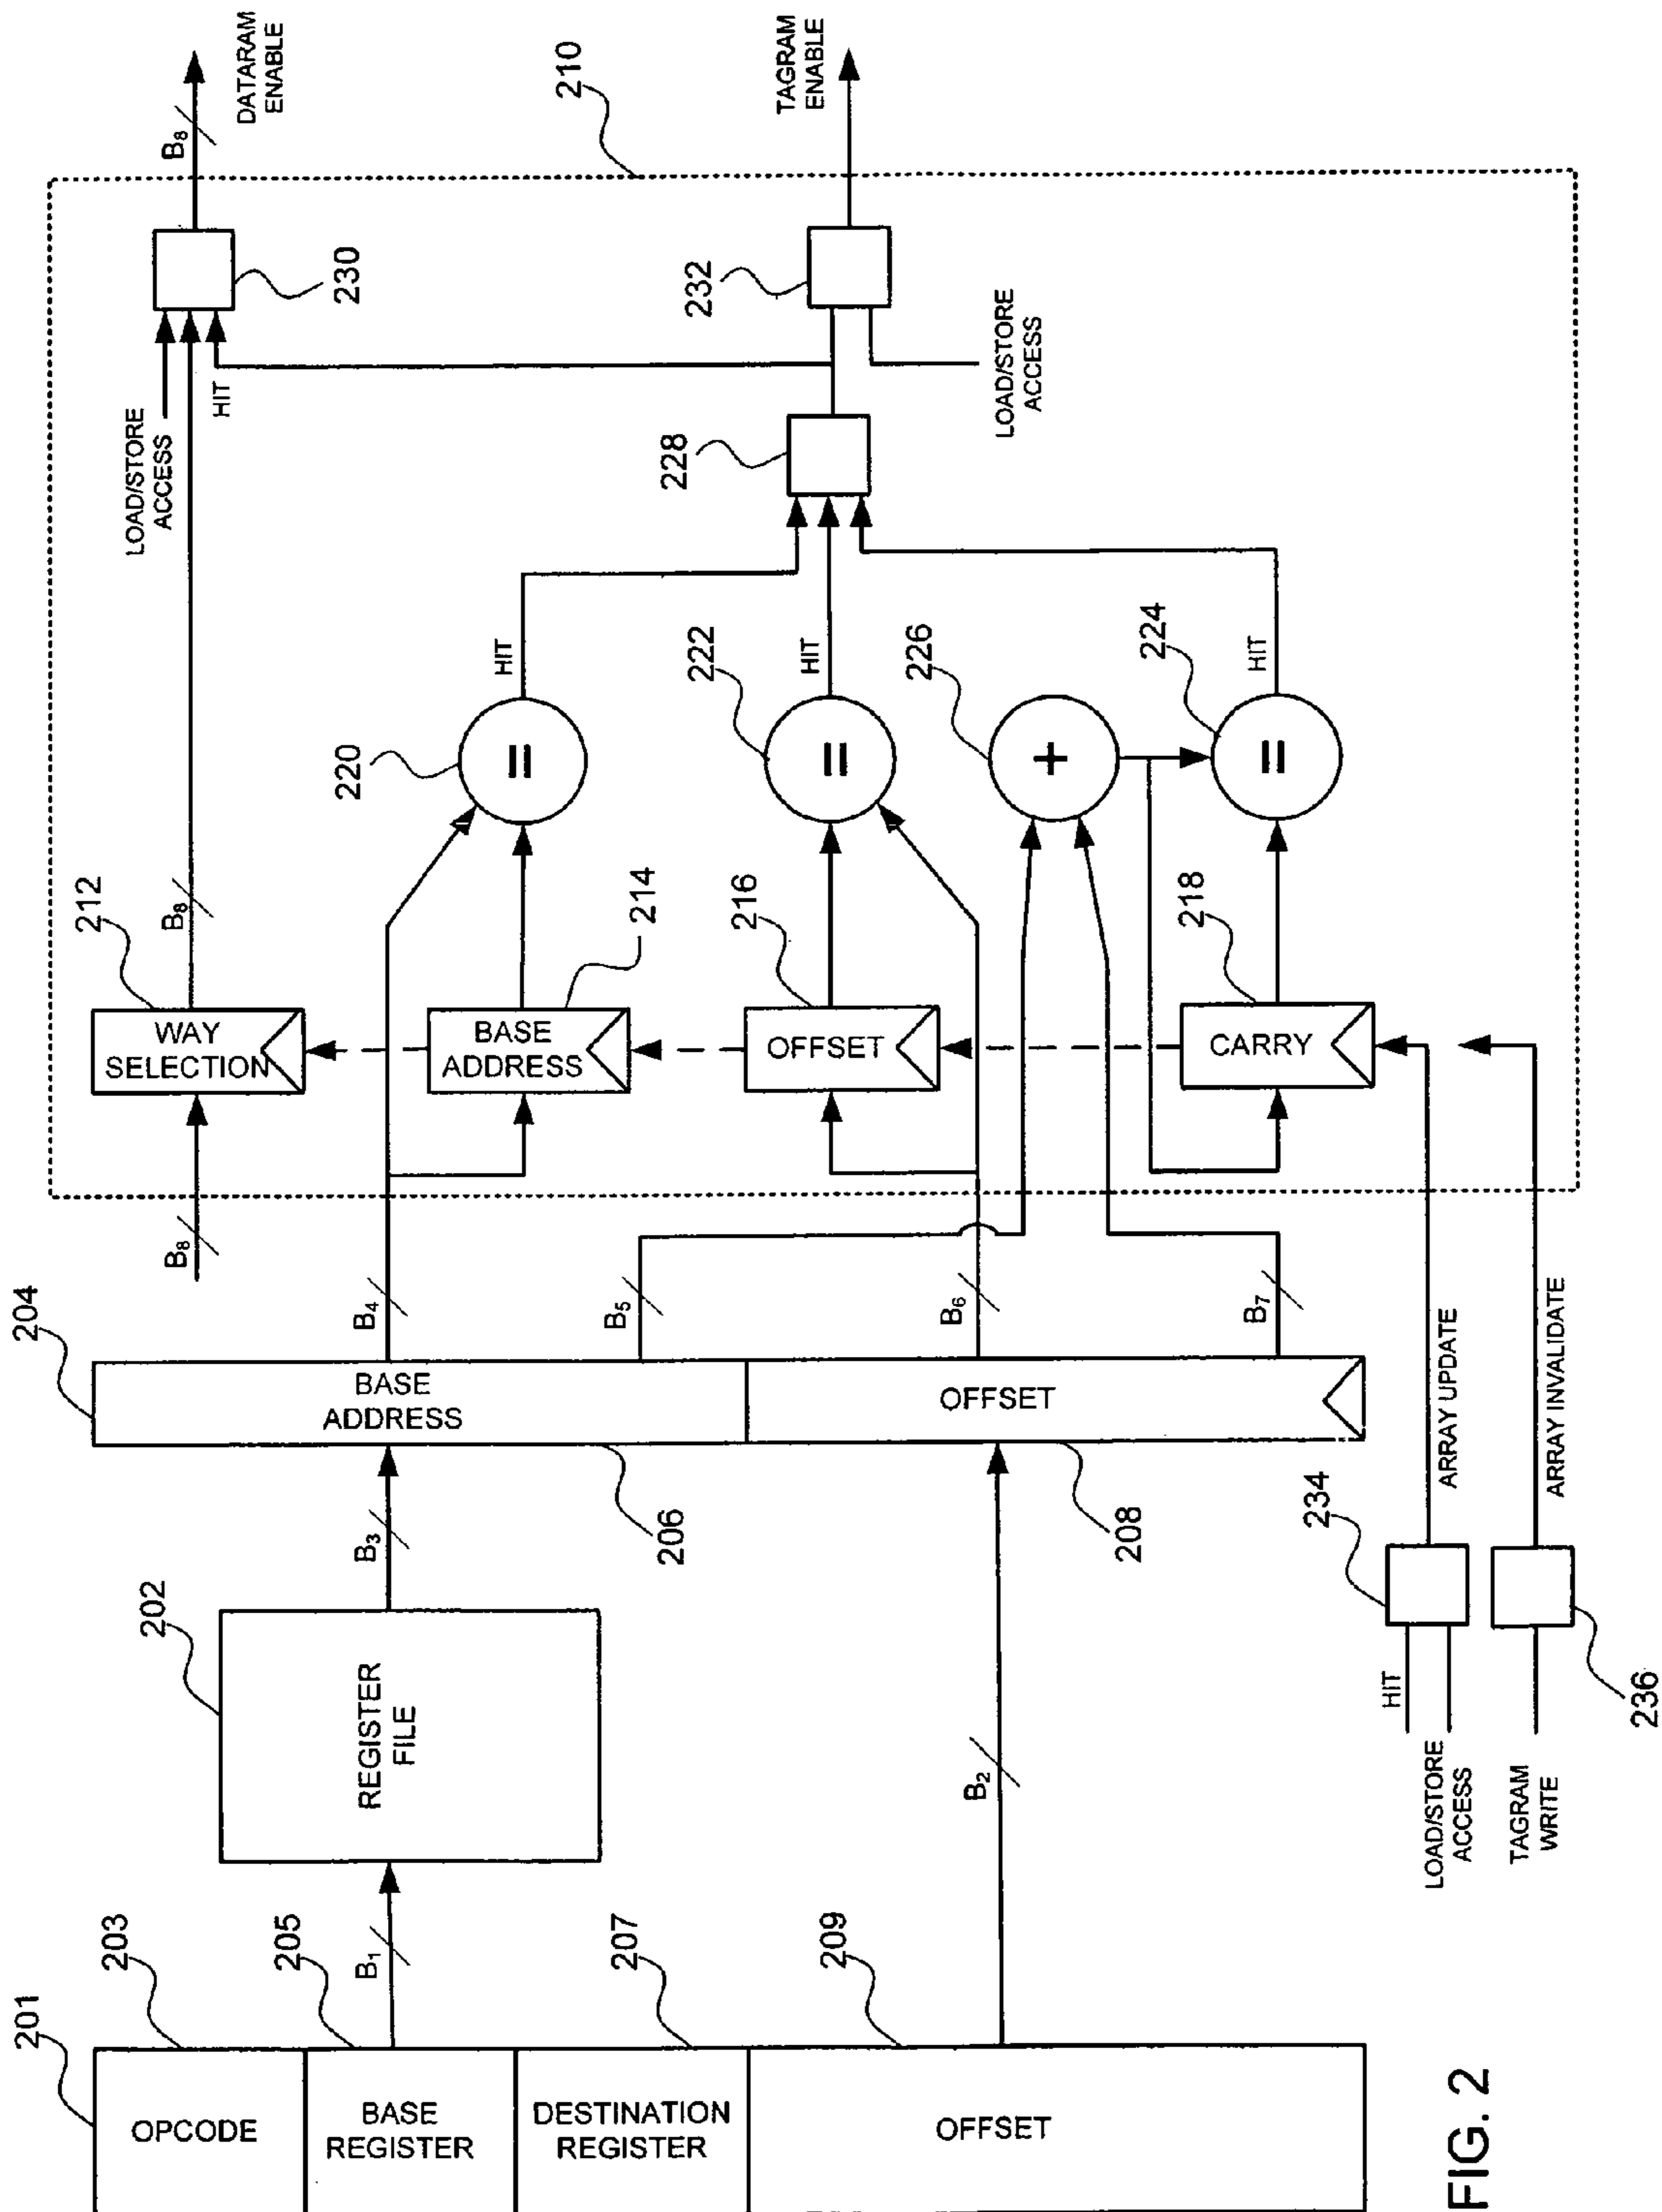 204
DATARAM
ENABLE
B8
212
B8
LOAD/STORE
ACCESS
HIT
230
210
B8
WAY
SELECTION
201
203
OPCODE
202
REGISTER
FILE
205
BASE
REGISTER
B1
B3
BASE
ADDRESS
206
B4
BASE
ADDRESS
214
220
HIT
207
DESTINATION
REGISTER
B5
OFFSET
216
222
HIT
228
232
TAGRAM
ENABLE
LOAD/STORE
ACCESS
209
OFFSET
B2
OFFSET
208
B6
B7
226
CARRY
218
224
HIT
HIT
LOAD/STORE
ACCESS
234
ARRAY UPDATE
TAGRAM
WRITE
236
ARRAY INVALIDATE
FIG. 2